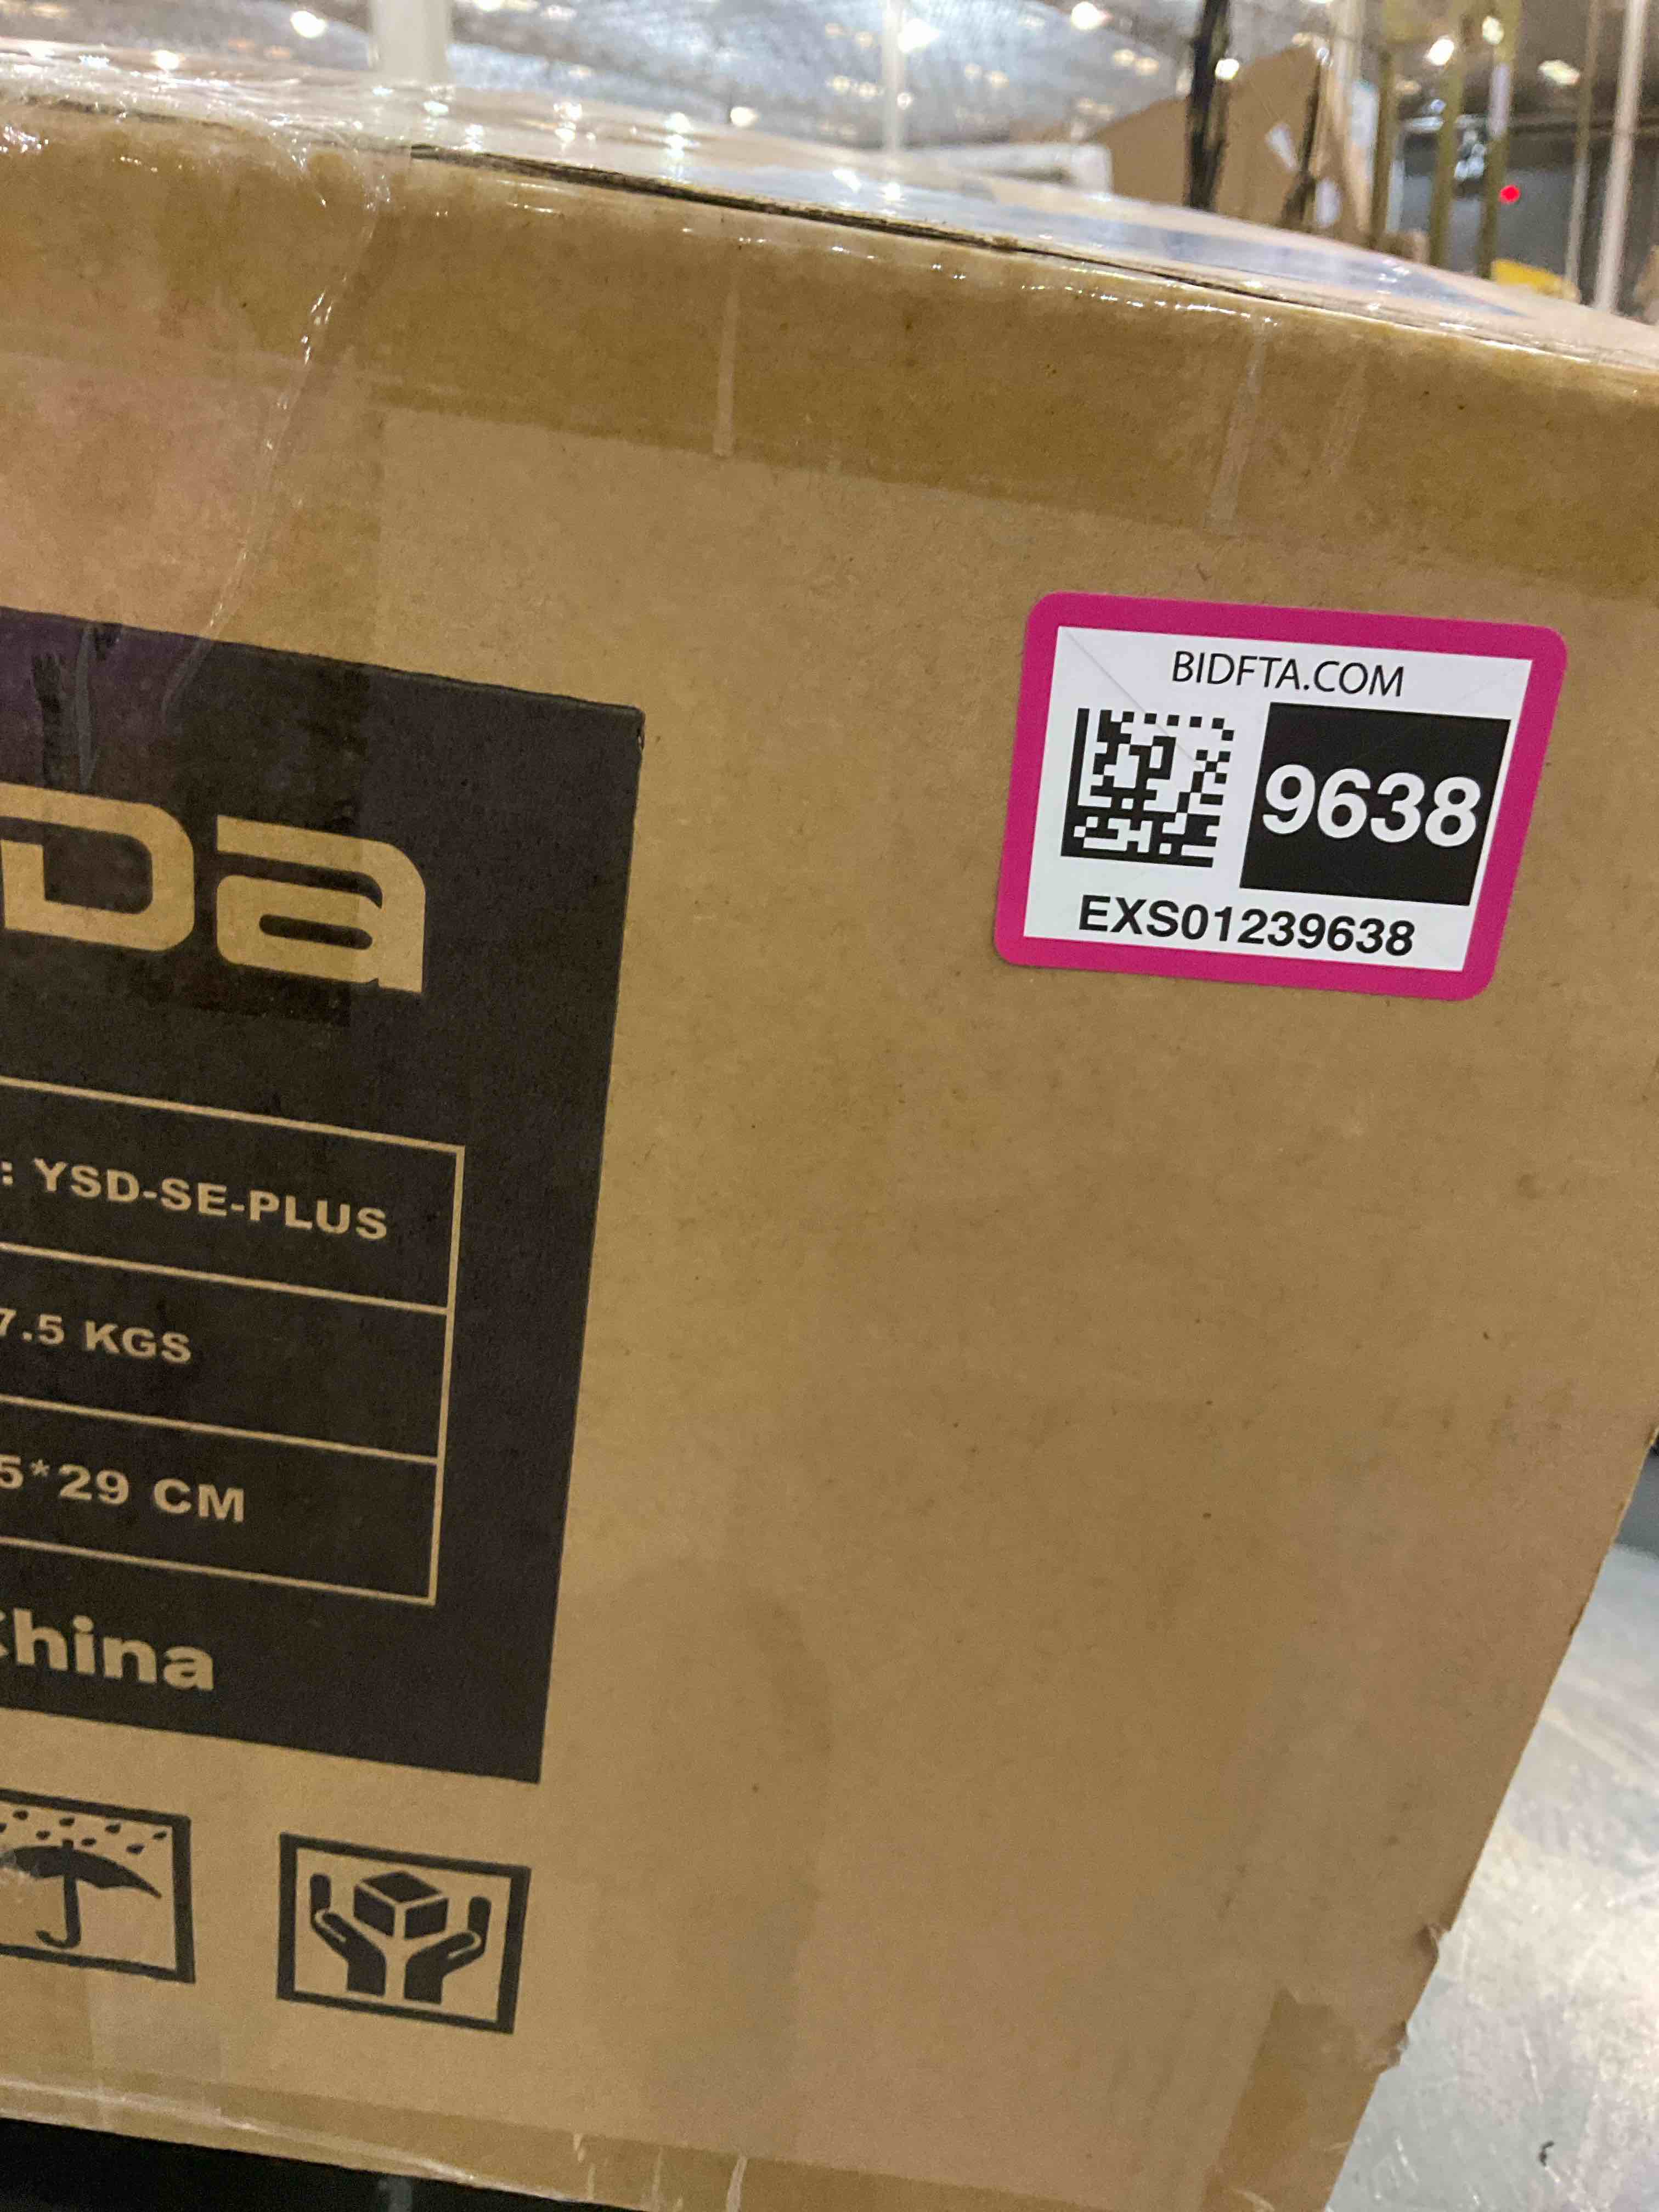 BIDFTA.COM
9638
EXS01239638
Da
: YSD-SE-PLUS
7.5 KGS
5*29 CM
China